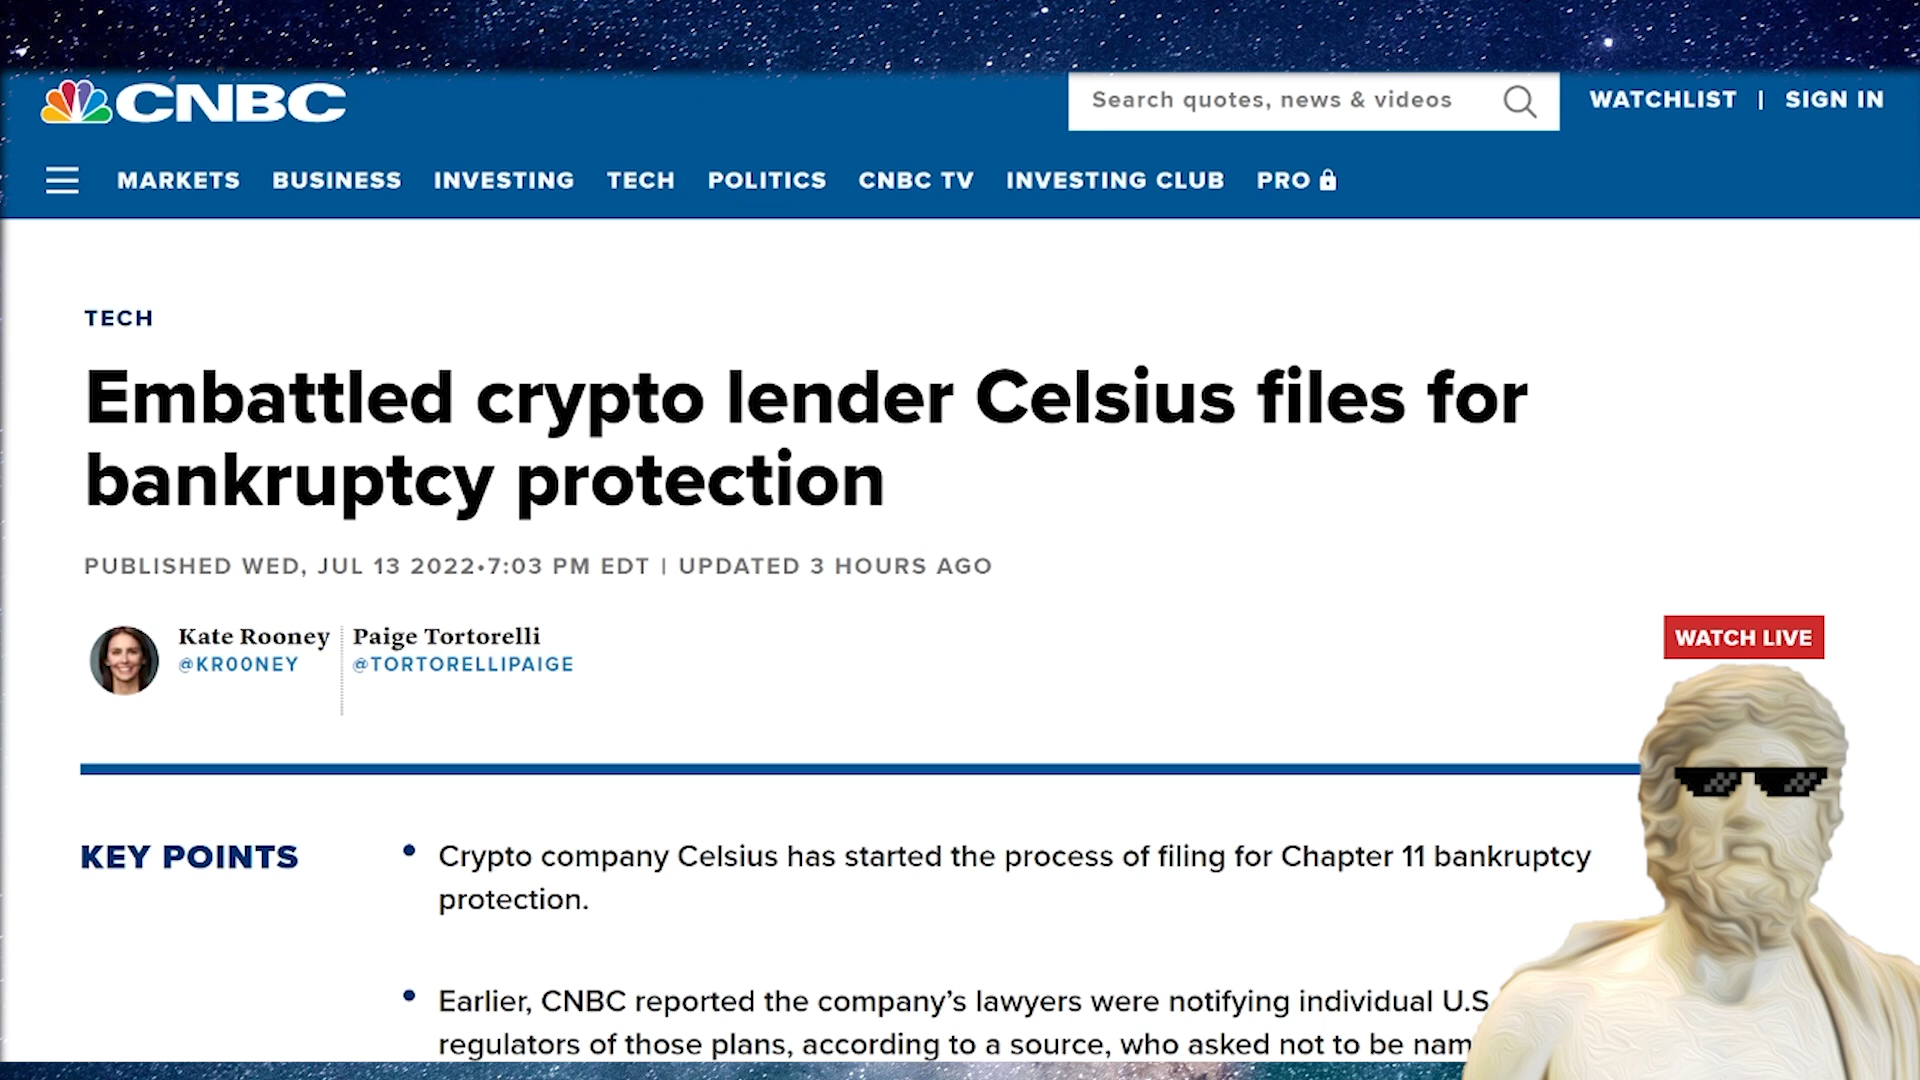 CNBC
Search quotes, news & videos
WATCHLIST | SIGN IN
MARKETS BUSINESS INVESTING TECH POLITICS CNBC TV INVESTING CLUB PRO
TECH
Embattled crypto lender Celsius files for
bankruptcy protection
PUBLISHED WED, JUL 13 2022•7:03 PM EDT | UPDATED 3 HOURS AGO
Kate Rooney
@KR00NEY
Paige Tortorelli
@TORTORELLIPAIGE
WATCH LIVE
KEY POINTS
• Crypto company Celsius has started the process of filing for Chapter 11 bankruptcy
protection.
• Earlier, CNBC reported the company’s lawyers were notifying individual U.S
regulators of those plans, according to a source, who asked not to be nam